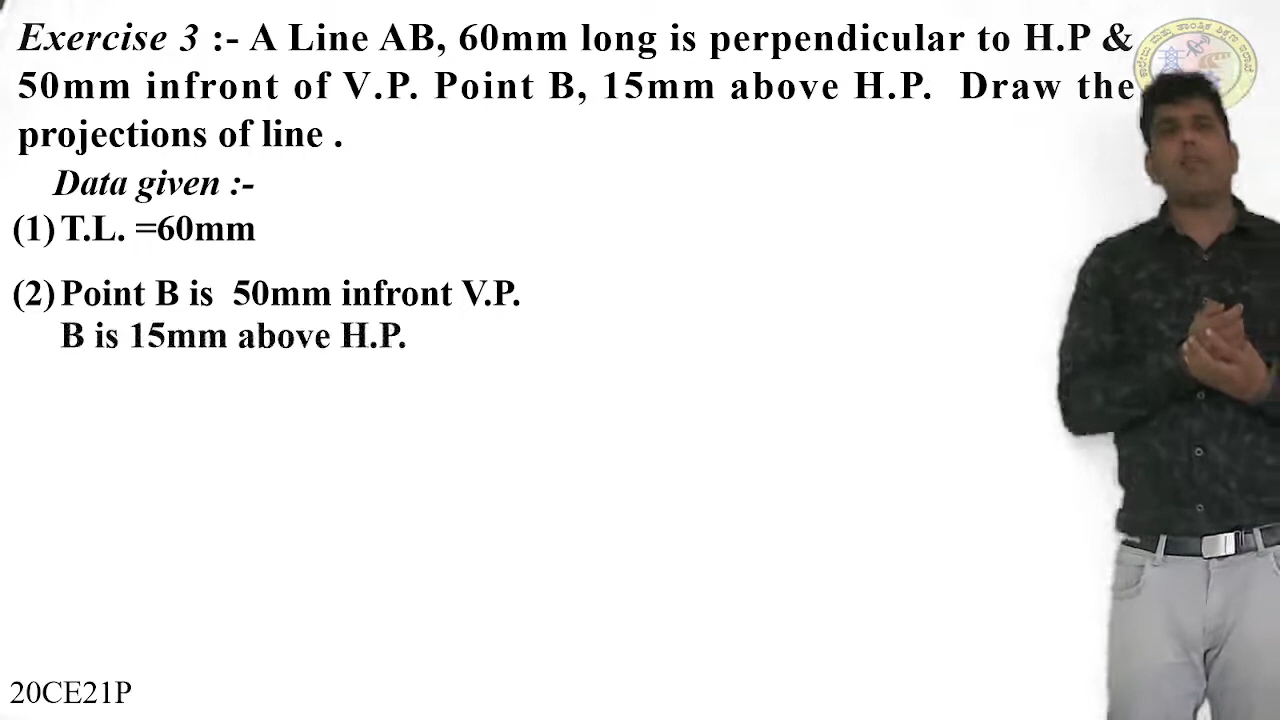 Exercise 3 :- A Line AB, 60mm long is perpendicular to H.P &
50mm infront of V.P. Point B, 15mm above H.P. Draw the
projections of line .
Data given :-
(1) T.L. =60mm
(2) Point B is 50mm infront V.P.
B is 15mm above H.P.
20CE21P